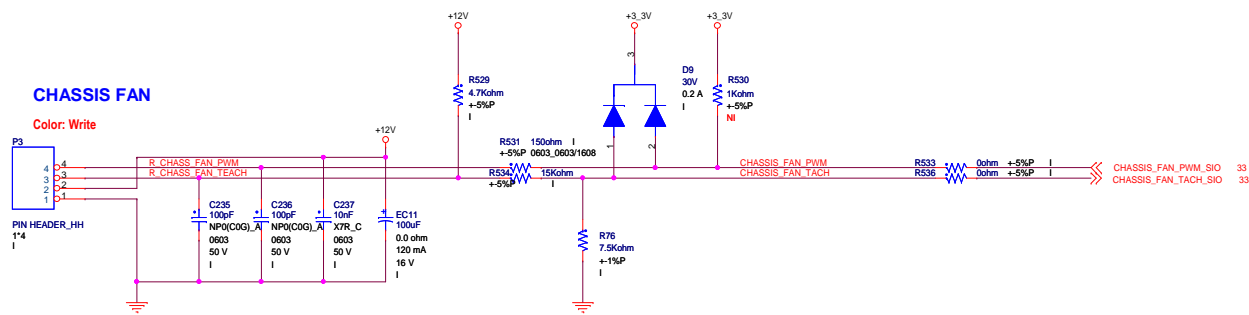 +12V
+3_3V
+3_3V
CHASSIS FAN
Color: Write
R529
4.7Kohm
+-5%P
I
3
D9
30V
0.2 A
I
R530
1Kohm
+-5%P
NI
1
2
P3
4 4
3 3
2 2
1 1
PIN HEADER_HH
1*4
I
+12V
R_CHASS_FAN_PWM
R_CHASS_FAN_TEACH
R531 150ohm I
+-5%P 0603_0603/1608
R534 15Kohm
+-5%P I
CHASSIS_FAN_PWM
CHASSIS_FAN_TACH
R533 0ohm +-5%P I
R536 0ohm +-5%P I
CHASSIS_FAN_PWM_SIO 33
CHASSIS_FAN_TACH_SIO 33
C235
100pF
NP0(C0G)_A
0603
50 V
I
C236
100pF
NP0(C0G)_A
0603
50 V
I
C237
10nF
X7R_C
0603
50 V
I
EC11
100uF
0.0 ohm
120 mA
16 V
I
R76
7.5Kohm
+-1%P
I